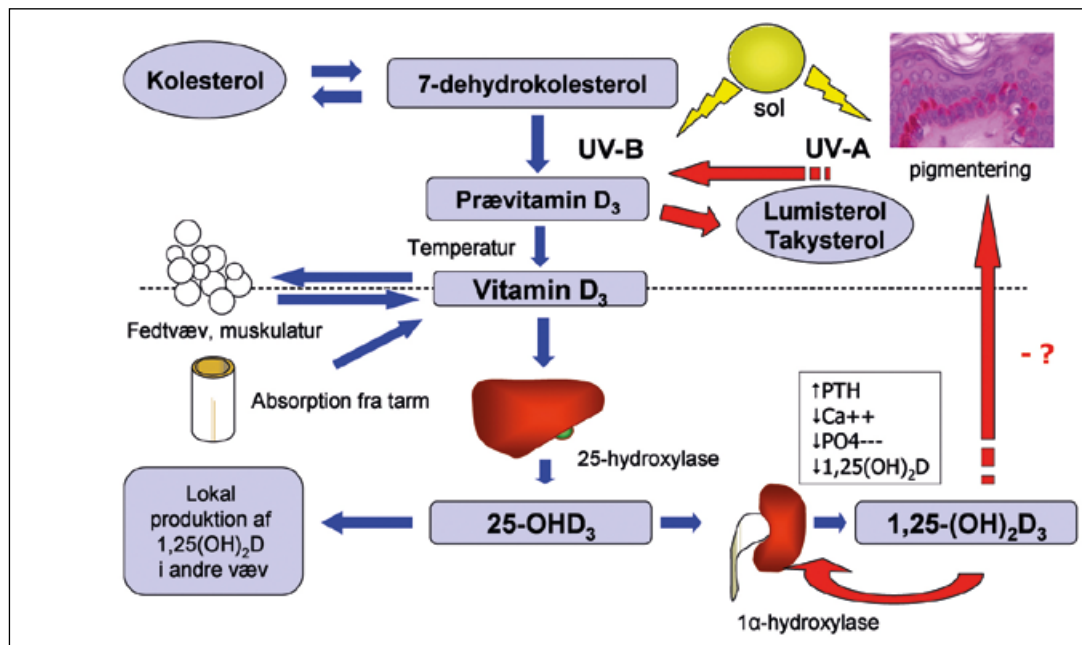 Kolesterol
7-dehydrokolesterol
sol
UV-B
UV-A
pigmentering
Prævitamin D₃
Lumisterol
Takysterol
Temperatur
Vitamin D₃
Fedtvæv, muskulatur
- ?
Absorption fra tarm
↑PTH
↓Ca++
↓PO4---
↓1,25(OH)₂D
25-hydroxylase
Lokal
produktion af
1,25(OH)₂D
i andre væv
25-OHD₃
1,25-(OH)₂D₃
1α-hydroxylase